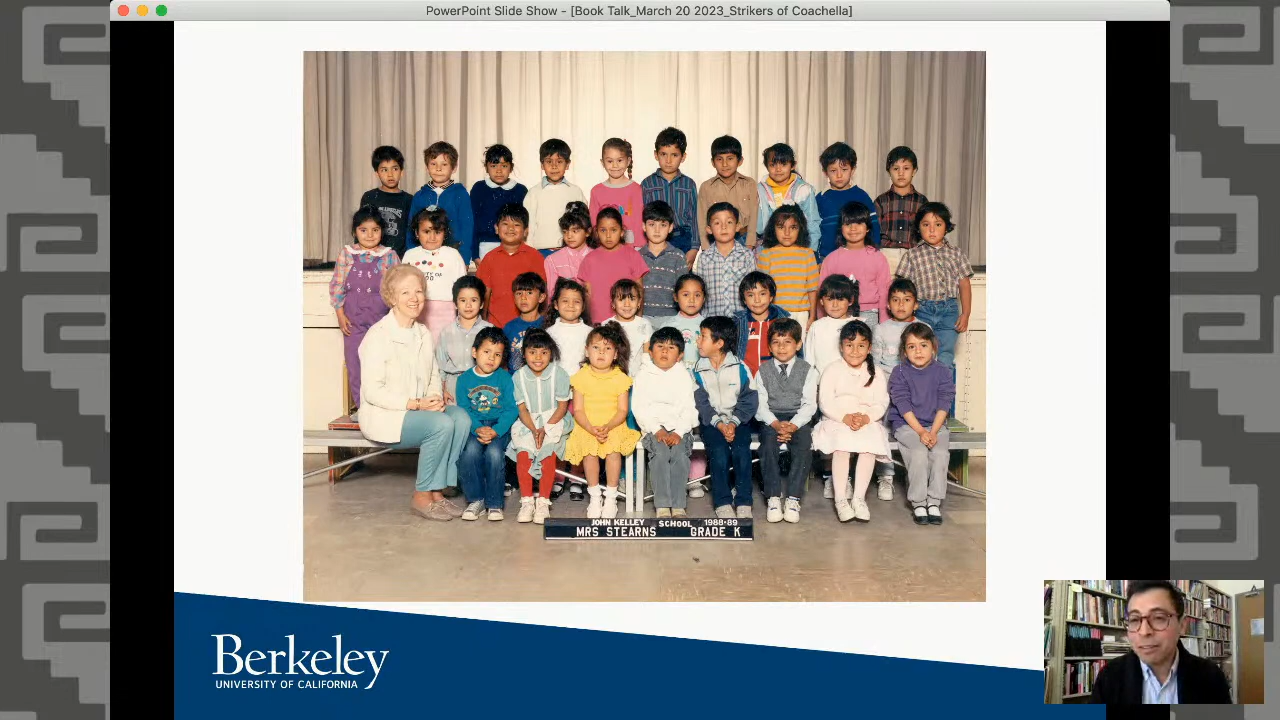 PowerPoint Slide Show - [Book Talk_March 20 2023_Strikers of Coachella]
JOHN KELLEY SCHOOL 1988-89
MRS STEARNS GRADE K
Berkeley
UNIVERSITY OF CALIFORNIA